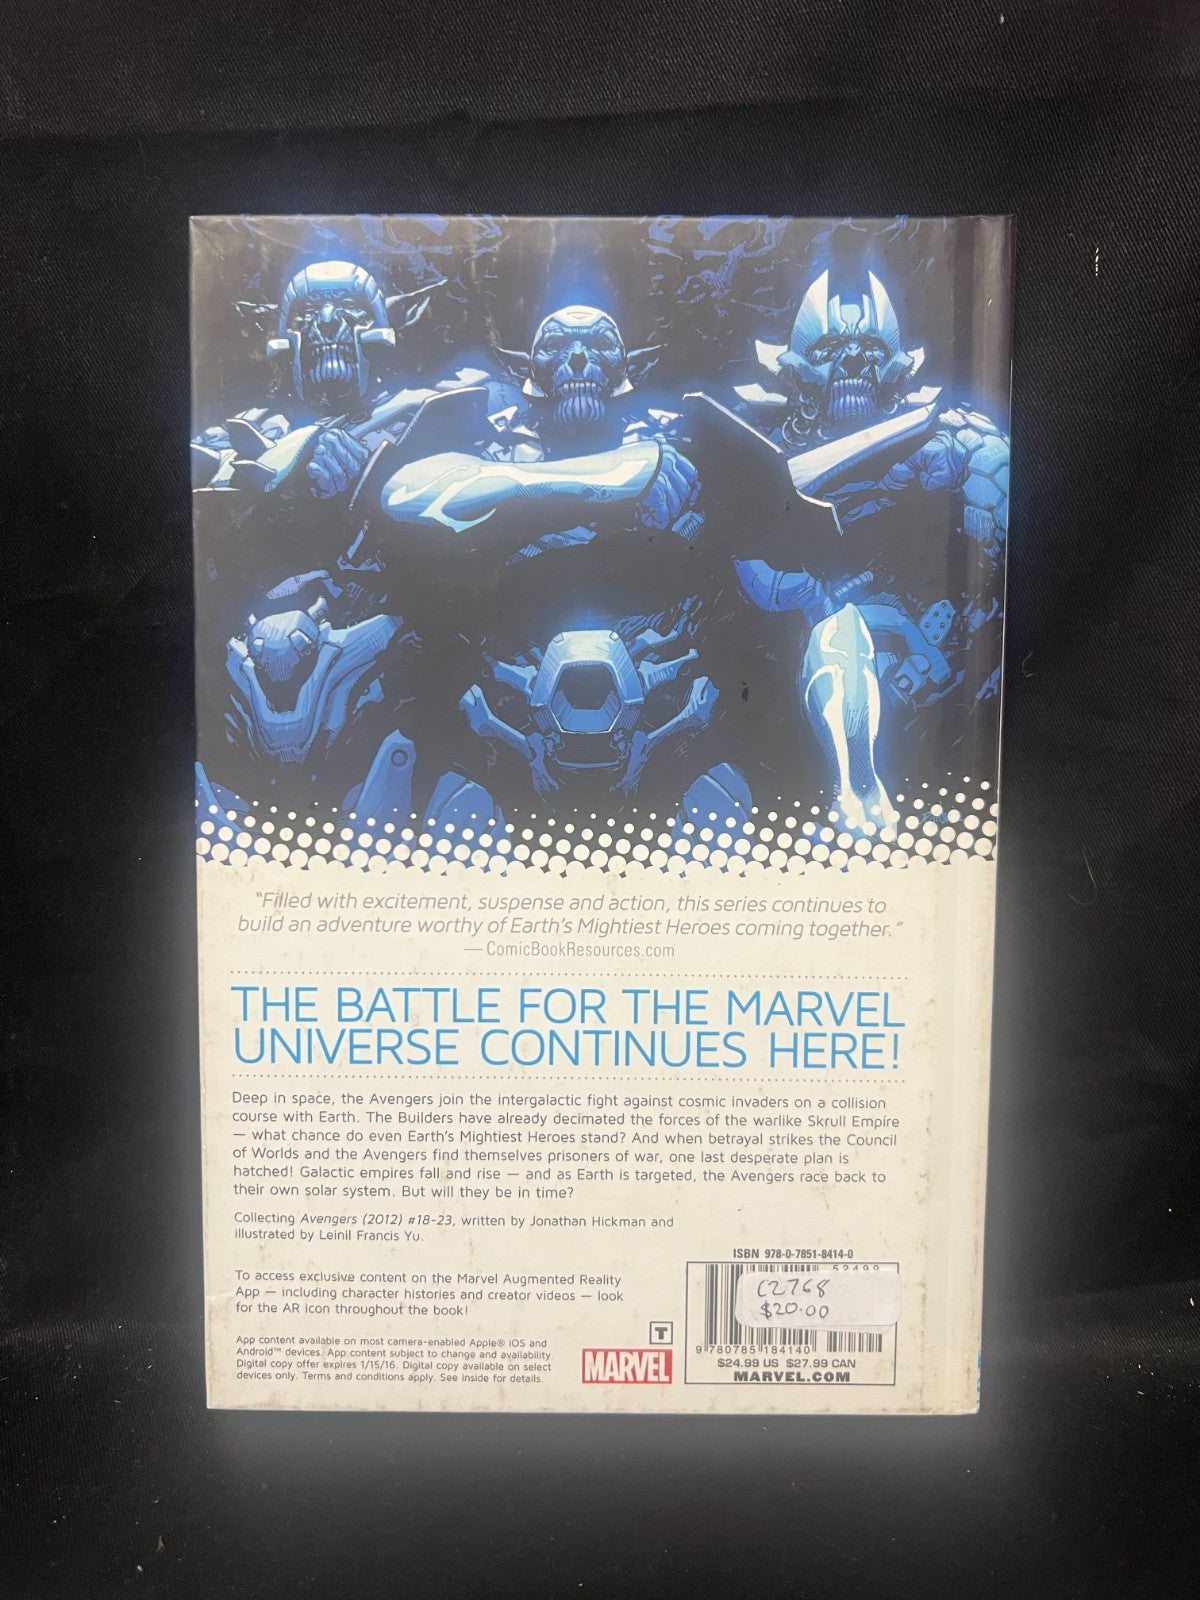 "Filled with excitement, suspense and action, this series continues to
build an adventure worthy of Earth's Mightiest Heroes coming together."
—ComicBookResources.com
THE BATTLE FOR THE MARVEL
UNIVERSE CONTINUES HERE!
Deep in space, the Avengers join the intergalactic fight against cosmic invaders on a collision
course with Earth. The Builders have already decimated the forces of the warlike Skrull Empire
— what chance do even Earth's Mightiest Heroes stand? And when betrayal strikes the Council
of Worlds and the Avengers find themselves prisoners of war, one last desperate plan is
hatched! Galactic empires fall and rise — and as Earth is targeted, the Avengers race back to
their own solar system. But will they be in time?
Collecting Avengers (2012) #18-23, written by Jonathan Hickman and
illustrated by Leinil Francis Yu.
To access exclusive content on the Marvel Augmented Reality
App — including character histories and creator videos — look
for the AR icon throughout the book!
App content available on most camera-enabled Apple® iOS and
Android™ devices. App content subject to change and availability.
Digital copy offer expires 1/15/16. Digital copy available on select
devices only. Terms and conditions apply. See inside for details.
T
MARVEL
ISBN 978-0-7851-8414-0
52499
C2768
$20.00
9 780785 184140
$24.99 US $27.99 CAN
MARVEL.COM